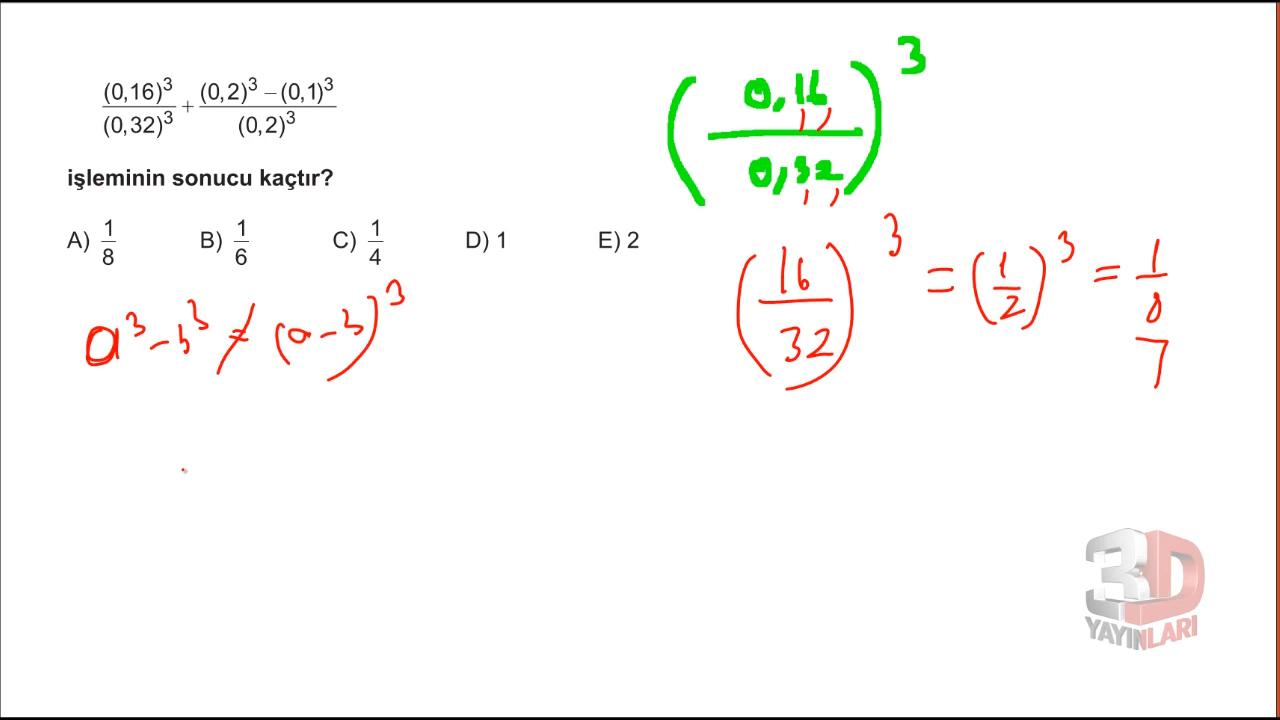 (0,16)³/(0,32)³ + ((0,2)³ − (0,1)³)/(0,2)³
işleminin sonucu kaçtır?
A) 1/8 B) 1/6 C) 1/4 D) 1 E) 2
a³ − b³ ≠ (a − b)³
(0,16/0,32)³
(16/32)³ = (1/2)³ = 1/8
7
3D
YAYINLARI